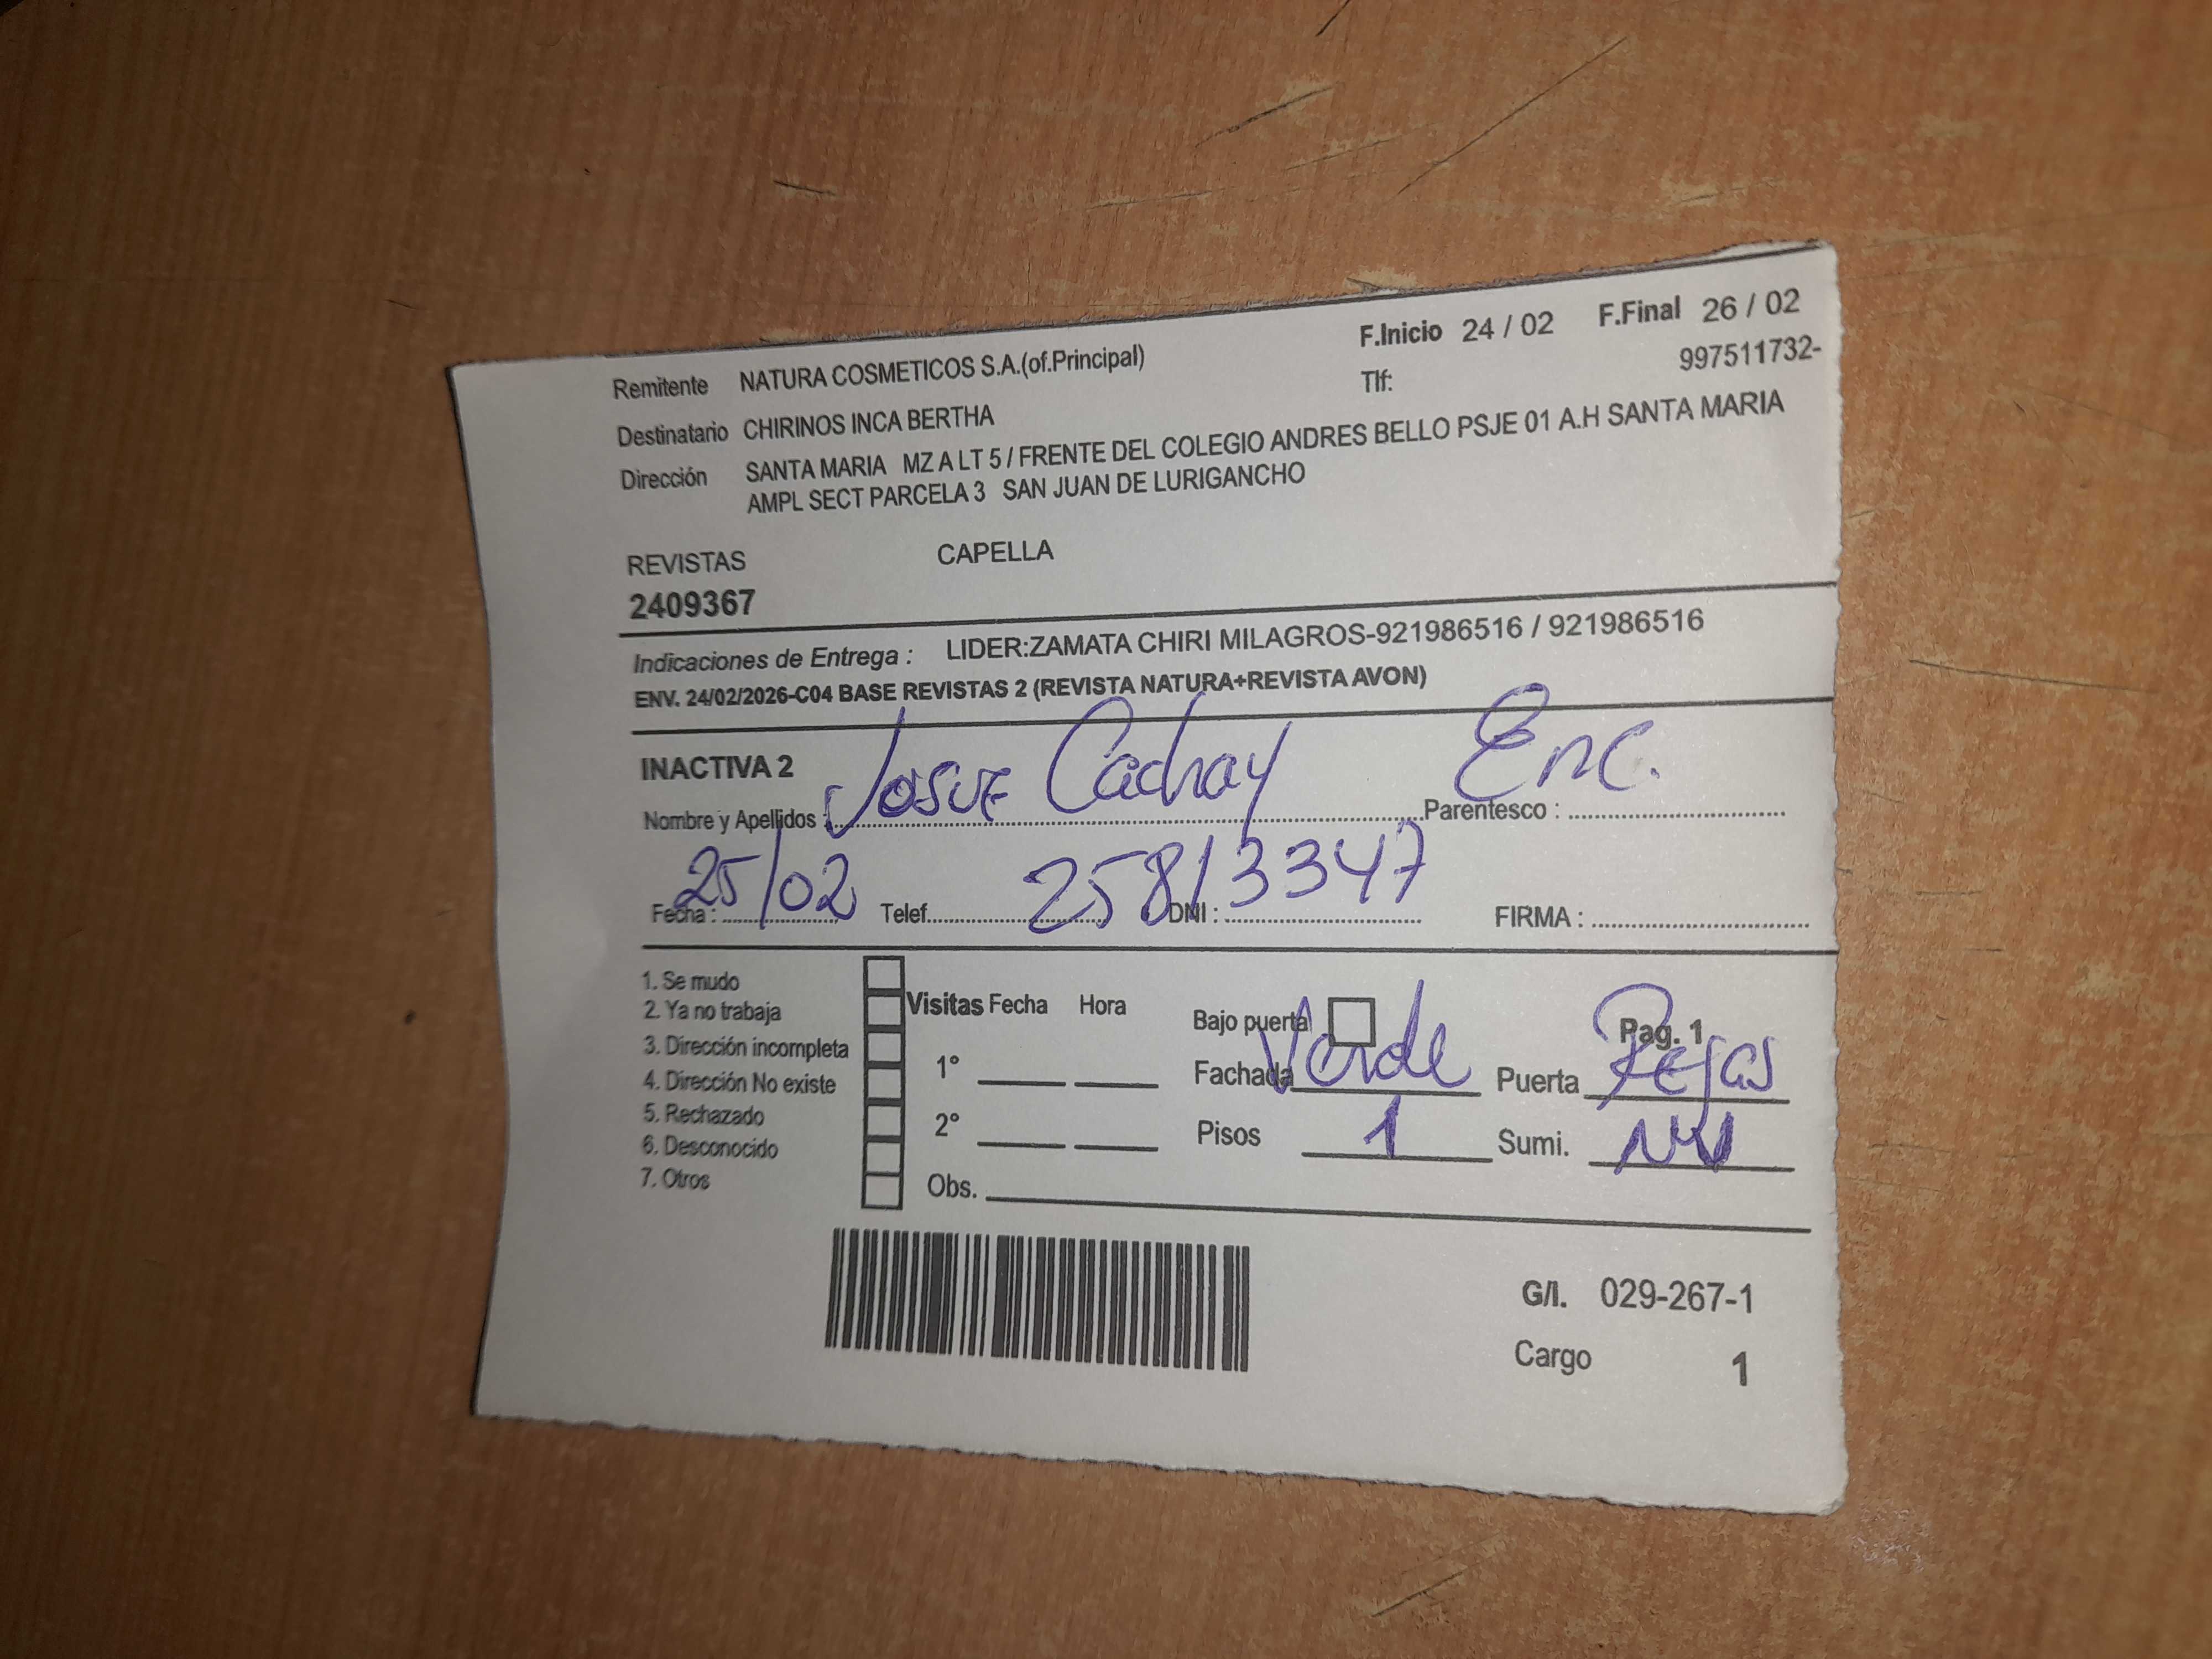 F.Inicio 24 / 02 F.Final 26 / 02
Remitente NATURA COSMETICOS S.A.(of.Principal) Tlf: 997511732-
Destinatario CHIRINOS INCA BERTHA
Dirección SANTA MARIA MZ A LT 5 / FRENTE DEL COLEGIO ANDRES BELLO PSJE 01 A.H SANTA MARIA
AMPL SECT PARCELA 3 SAN JUAN DE LURIGANCHO
REVISTAS CAPELLA
2409367
Indicaciones de Entrega : LIDER:ZAMATA CHIRI MILAGROS-921986516 / 921986516
ENV. 24/02/2026-C04 BASE REVISTAS 2 (REVISTA NATURA+REVISTA AVON)
INACTIVA 2
Nombre y Apellidos : Josue Cachay Parentesco : Enc.
Fecha : 25/02 Telef. DNI : 25813347 FIRMA :
1. Se mudo
2. Ya no trabaja
3. Dirección incompleta
4. Dirección No existe
5. Rechazado
6. Desconocido
7. Otros
Visitas Fecha Hora
1°
2°
Obs.
Bajo puerta Pag. 1
Fachada Verde Puerta Rejas
Pisos 1 Sumi.
G/I. 029-267-1
Cargo 1